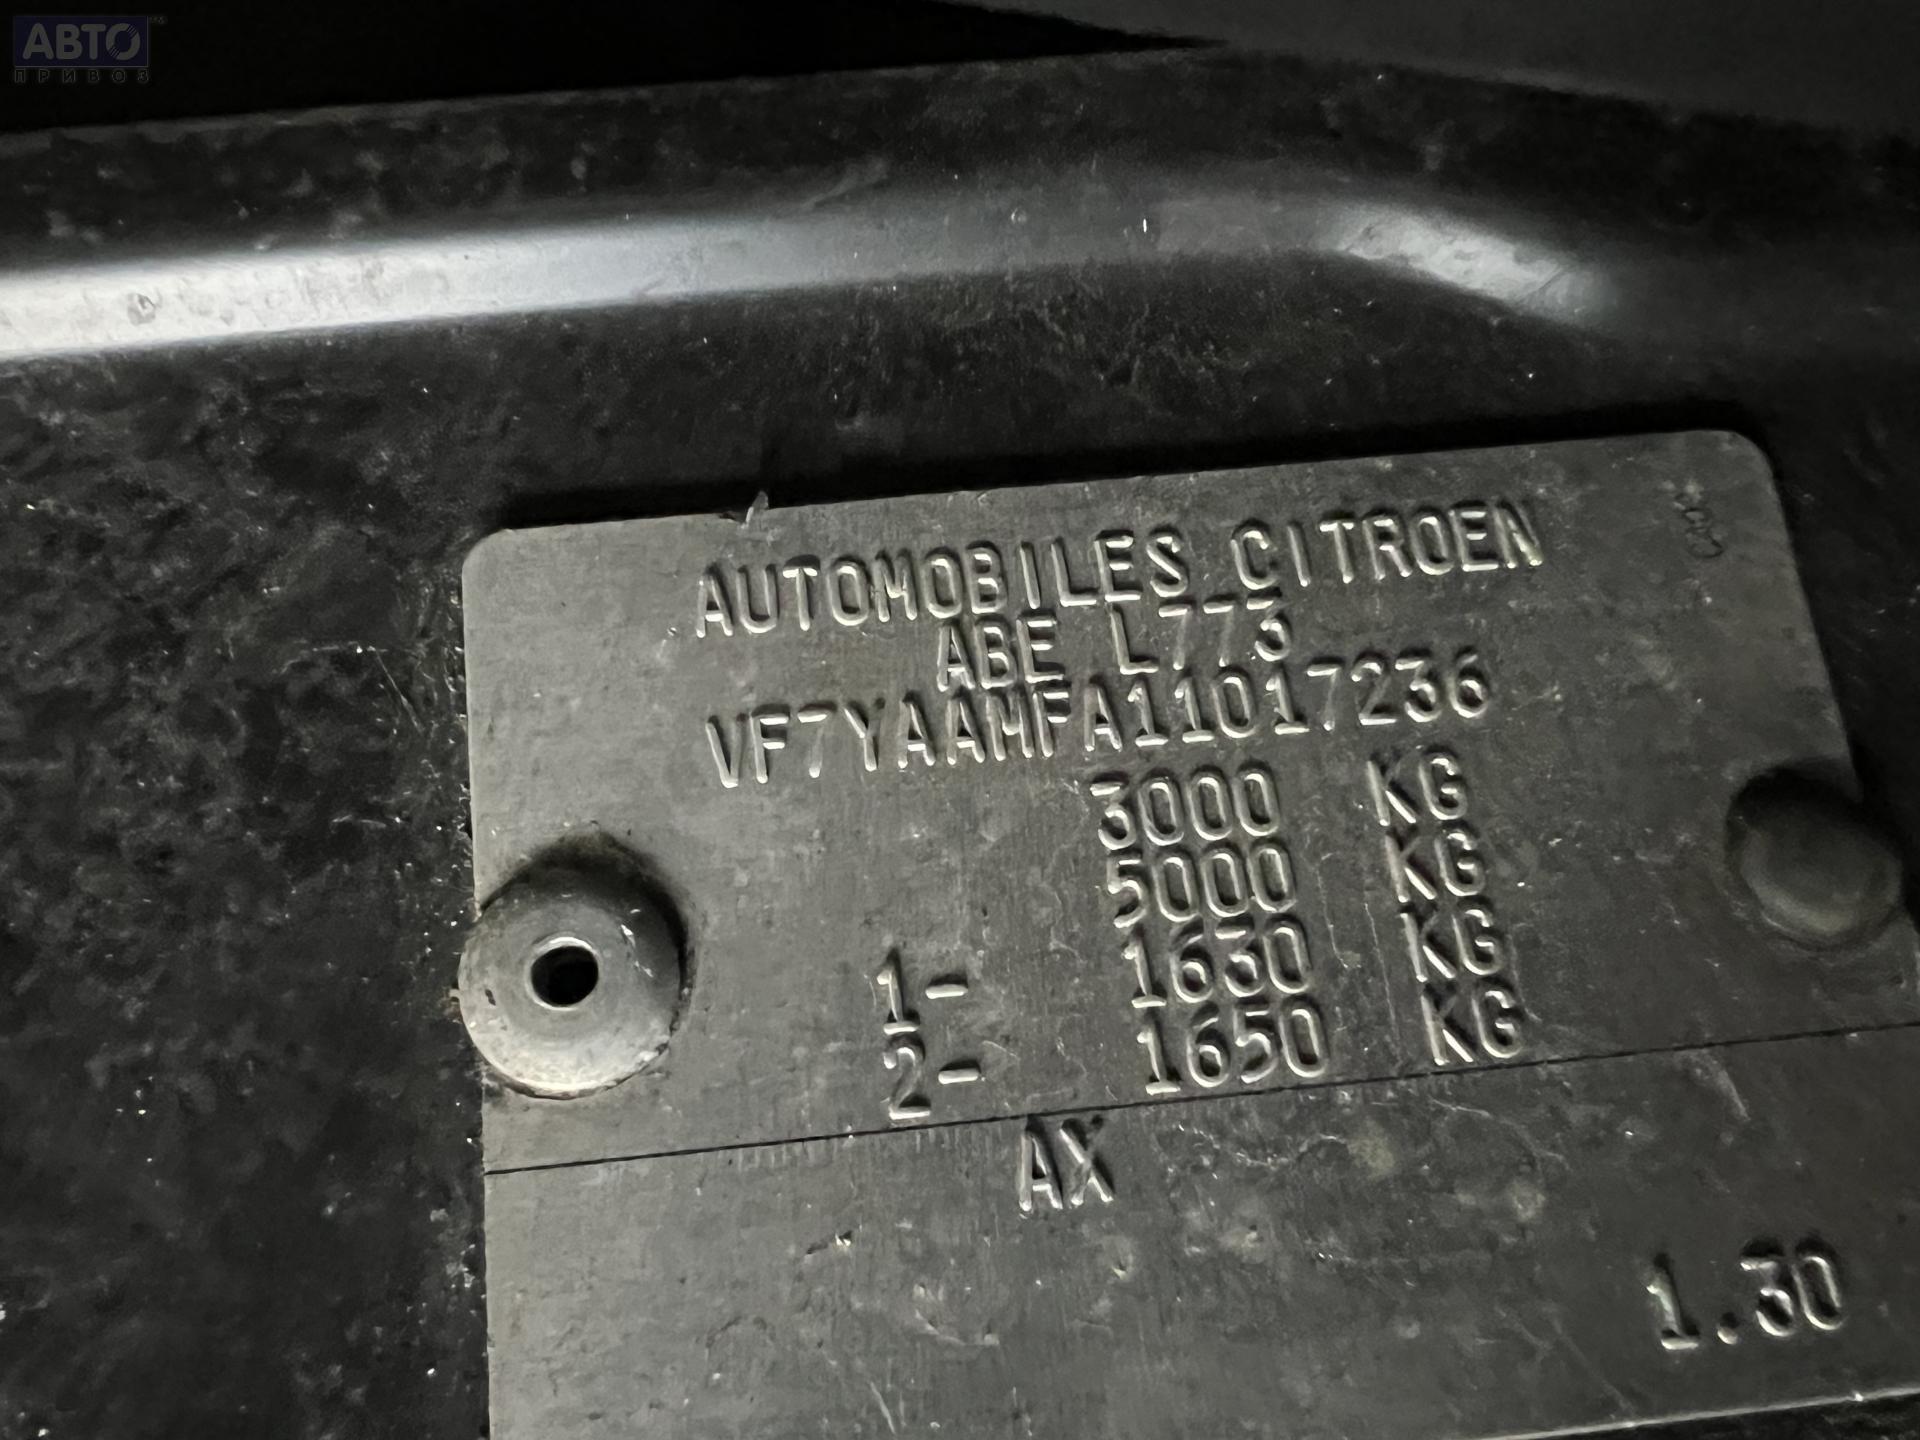 АВТО
ПРИВОЗ
AUTOMOBILES CITROEN
ABE L773
VF7YAAMFA11017236
3000 KG
5000 KG
1- 1630 KG
2- 1650 KG
AX
1.30